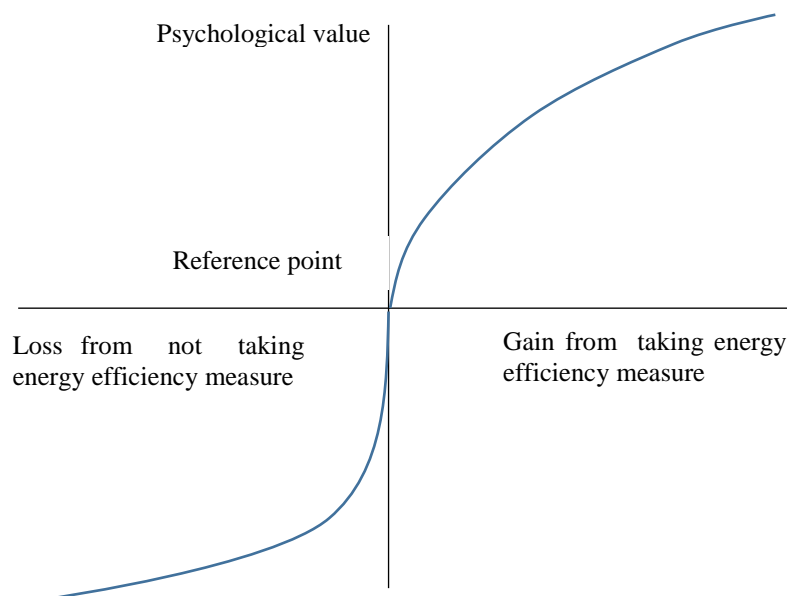 Psychological value
Reference point
Loss from not taking
energy efficiency measure
Gain from taking energy
efficiency measure